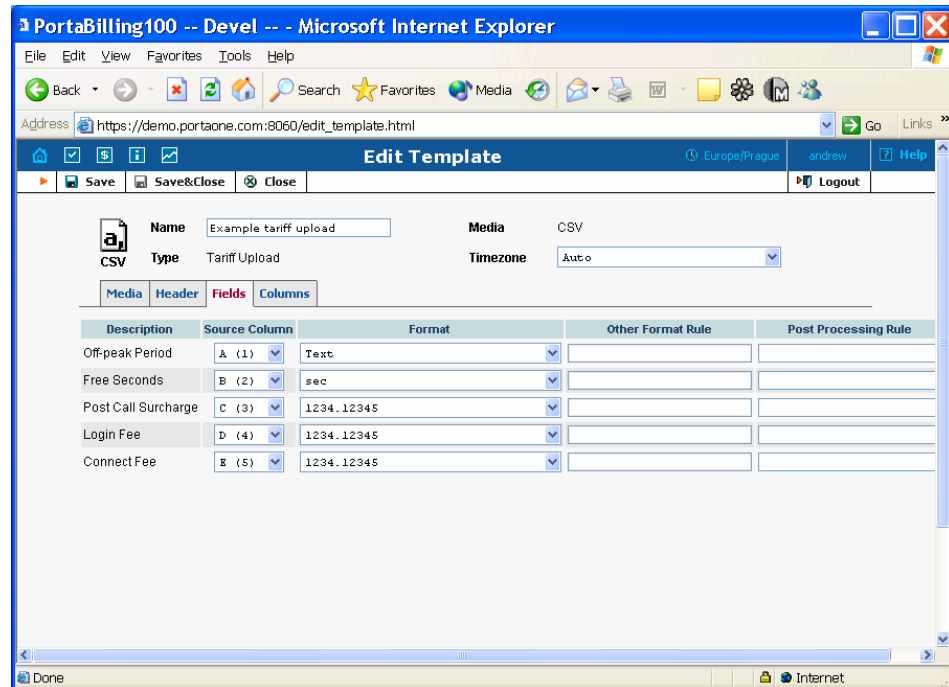 PortaBilling100 -- Devel -- - Microsoft Internet Explorer
File Edit View Favorites Tools Help
Back Search Favorites Media
Address https://demo.portaone.com:8060/edit_template.html Go Links »
Edit Template Europe/Prague andrew ? Help
Save Save&Close Close Logout
a, Name Example tariff upload Media CSV
CSV Type Tariff Upload Timezone Auto
Media Header Fields Columns
Description Source Column Format Other Format Rule Post Processing Rule
Off-peak Period A (1) Text
Free Seconds B (2) sec
Post Call Surcharge C (3) 1234.12345
Login Fee D (4) 1234.12345
Connect Fee E (5) 1234.12345
Done Internet